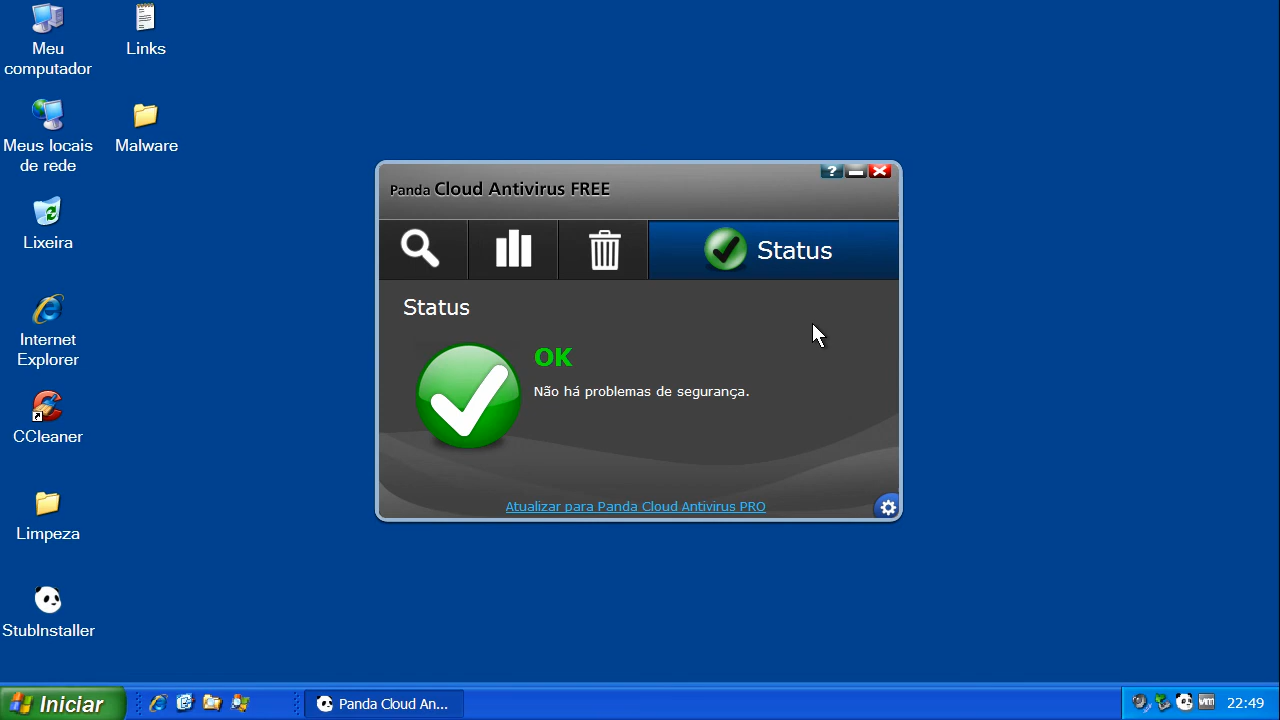 Meu
computador
Links
Meus locais
de rede
Malware
Lixeira
Internet
Explorer
CCleaner
Limpeza
StubInstaller
?
Panda Cloud Antivirus FREE
Status
Status
OK
Não há problemas de segurança.
Atualizar para Panda Cloud Antivirus PRO
Iniciar
Panda Cloud An...
vm
22:49